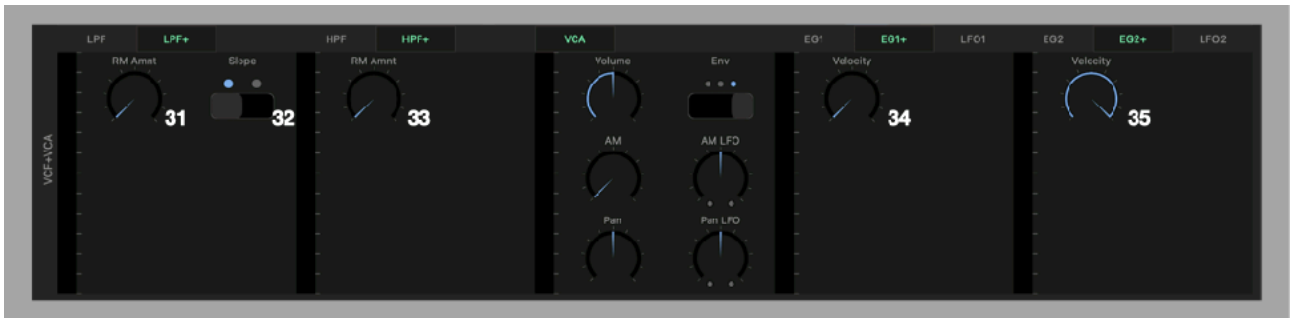 LPF LPF+ HPF HPF+ VCA EG1 EG1+ LFO1 EG2 EG2+ LFO2
RM Amnt Slope RM Amnt Volume Env Velocity Velocity
31 32 33 34 35
AM AM LFO
VCF+VCA
Pan Pan LFO